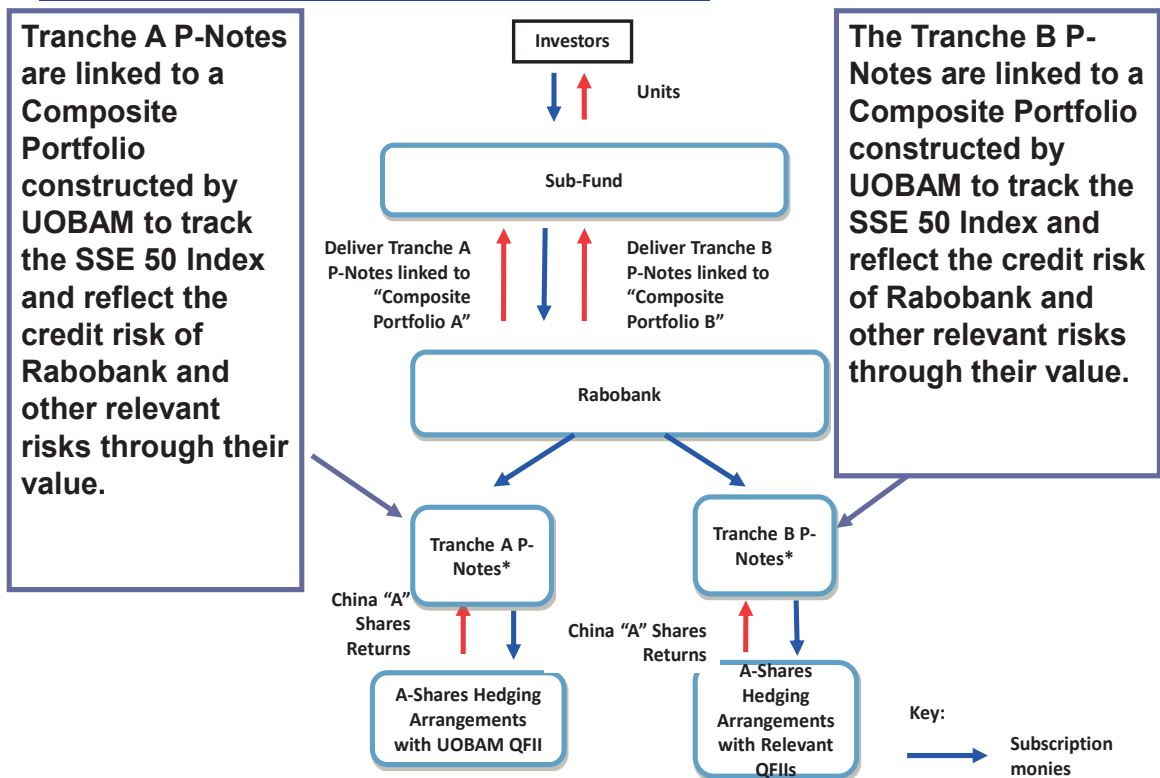 Tranche A P-Notes
are linked to a
Composite
Portfolio
constructed by
UOBAM to track
the SSE 50 Index
and reflect the
credit risk of
Rabobank and
other relevant
risks through their
value.
Investors
Units
The Tranche B P-
Notes are linked to a
Composite Portfolio
constructed by
UOBAM to track the
SSE 50 Index and
reflect the credit risk
of Rabobank and
other relevant risks
through their value.
Sub-Fund
Deliver Tranche A
P-Notes linked to
“Composite
Portfolio A”
Deliver Tranche B
P-Notes linked to
“Composite
Portfolio B”
Rabobank
Tranche A P-
Notes*
Tranche B P-
Notes*
China “A”
Shares
Returns
China “A” Shares
Returns
A-Shares Hedging
Arrangements
with UOBAM QFII
A-Shares
Hedging
Arrangements
with Relevant
QFIIs
Key:
Subscription
monies